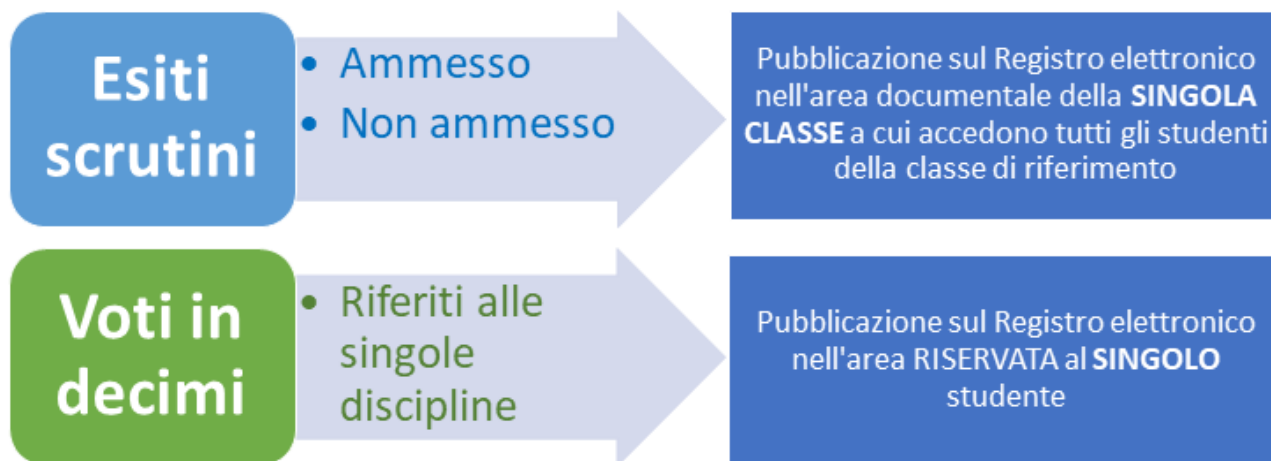 Esiti
scrutini
• Ammesso
• Non ammesso
Pubblicazione sul Registro elettronico
nell'area documentale della SINGOLA
CLASSE a cui accedono tutti gli studenti
della classe di riferimento
Voti in
decimi
• Riferiti alle
singole
discipline
Pubblicazione sul Registro elettronico
nell'area RISERVATA al SINGOLO
studente